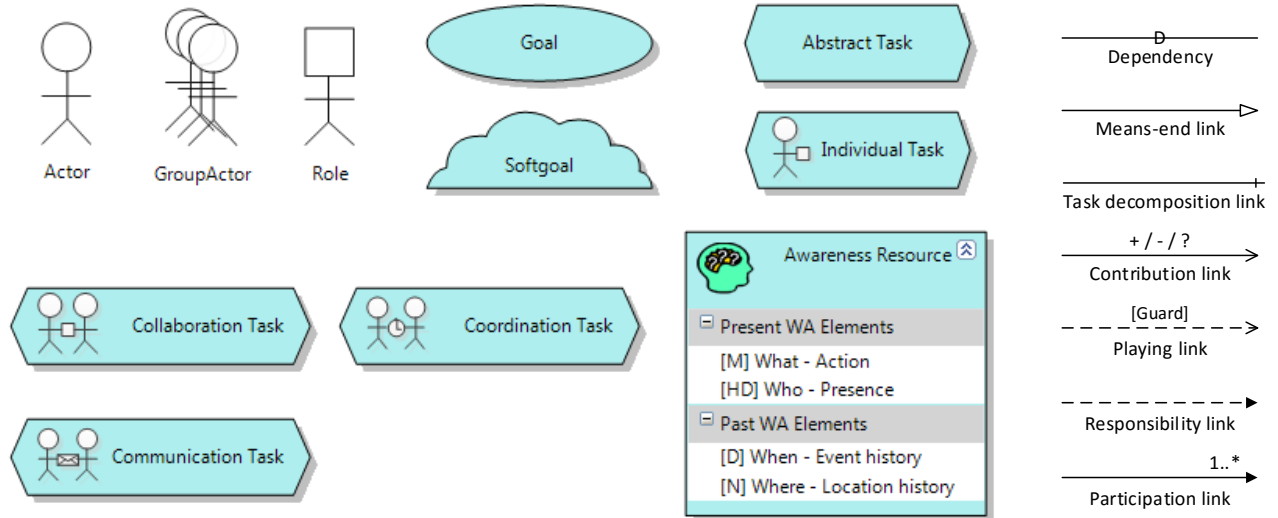 Actor
GroupActor
Role
Goal
Softgoal
Abstract Task
Individual Task
D
Dependency
Means-end link
Task decomposition link
+ / - / ?
Contribution link
[Guard]
Playing link
Responsibility link
1..*
Participation link
Collaboration Task
Coordination Task
Communication Task
Awareness Resource
Present WA Elements
[M] What - Action
[HD] Who - Presence
Past WA Elements
[D] When - Event history
[N] Where - Location history